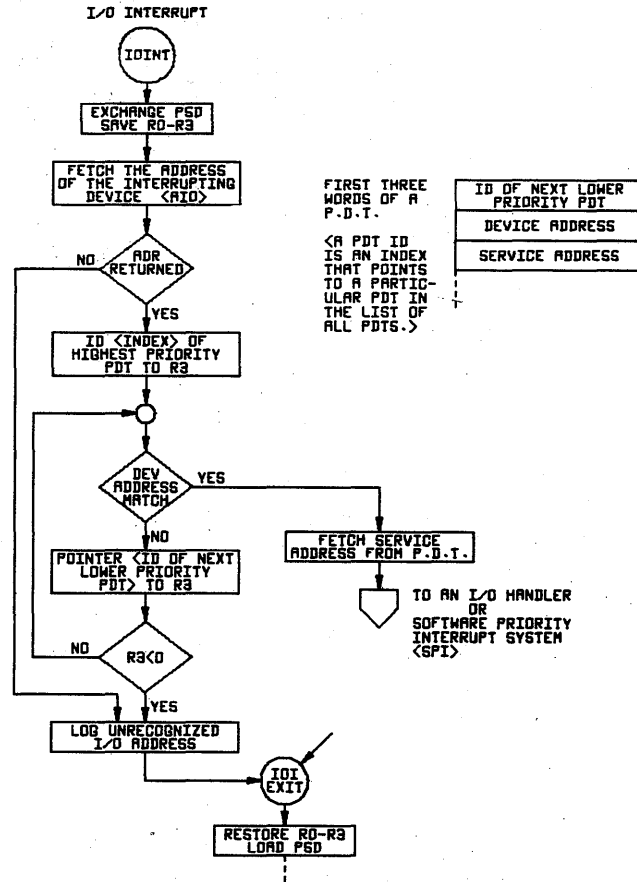 I/O INTERRUPT
IOINT
EXCHANGE PSD
SAVE R0-R3
FETCH THE ADDRESS
OF THE INTERRUPTING
DEVICE <AIO>
ADR
RETURNED
NO
YES
ID <INDEX> OF
HIGHEST PRIORITY
PDT TO R3
DEV
ADDRESS
MATCH
YES
NO
POINTER <ID OF NEXT
LOWER PRIORITY
PDT> TO R3
R3<0
NO
YES
LOG UNRECOGNIZED
I/O ADDRESS
IOI
EXIT
RESTORE R0-R3
LOAD PSD
FETCH SERVICE
ADDRESS FROM P.D.T.
TO AN I/O HANDLER
OR
SOFTWARE PRIORITY
INTERRUPT SYSTEM
<SPI>
FIRST THREE
WORDS OF A
P.D.T.
<A PDT ID
IS AN INDEX
THAT POINTS
TO A PARTIC-
ULAR PDT IN
THE LIST OF
ALL PDTS.>
ID OF NEXT LOWER
PRIORITY PDT
DEVICE ADDRESS
SERVICE ADDRESS